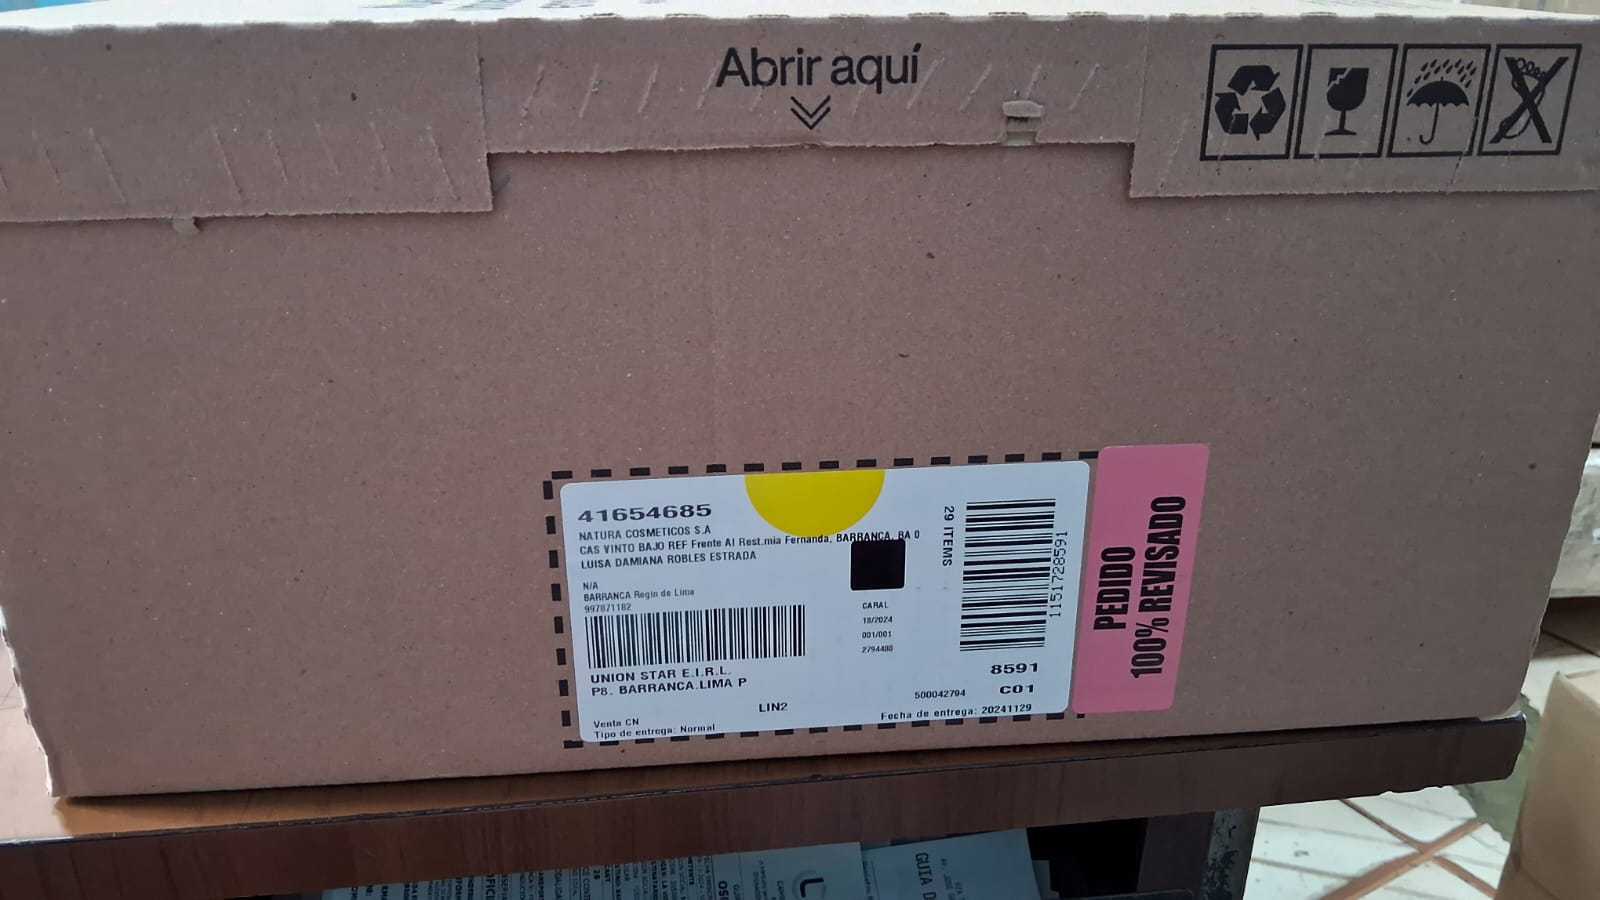 Abrir aquí
41654685
NATURA COSMETICOS S.A
CAS VINTO BAJO REF Frente Al Rest.mia Fernanda, BARRANCA, BA 0
LUISA DAMIANA ROBLES ESTRADA
N/A
BARRANCA Regin de Lima
997871182
UNION STAR E.I.R.L.
P8. BARRANCA.LIMA P
LIN2
Venta CN
Tipo de entrega: Normal
CARAL
18/2024
001/001
2794480
29 ITEMS
1151728591
8591
500042794
C01
Fecha de entrega: 20241129
PEDIDO
100% REVISADO
GUIA D